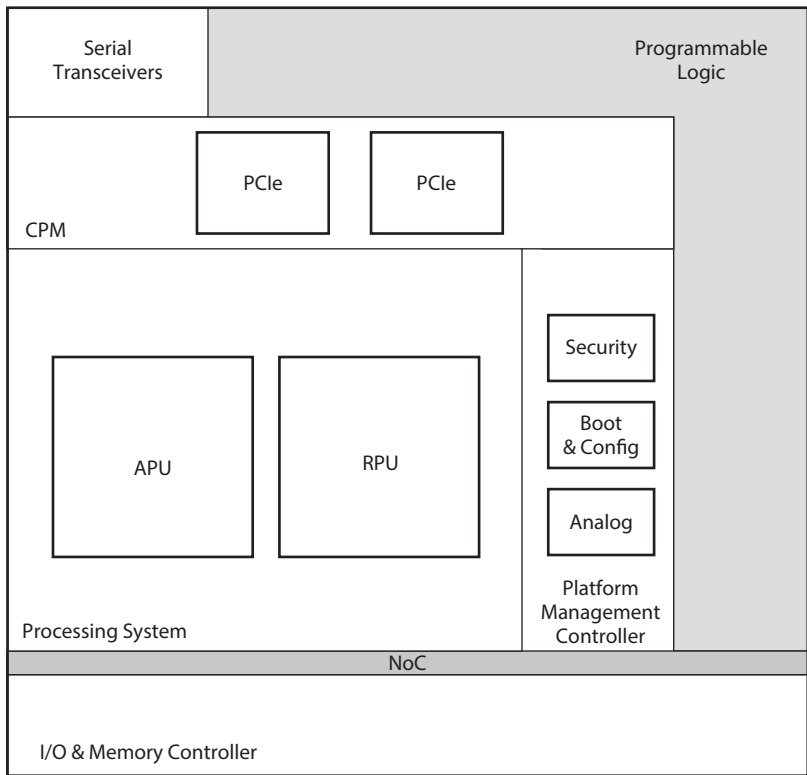 Serial
Transceivers
Programmable
Logic
PCIe
PCIe
CPM
Security
Boot
& Config
APU
RPU
Analog
Platform
Management
Controller
Processing System
NoC
I/O & Memory Controller